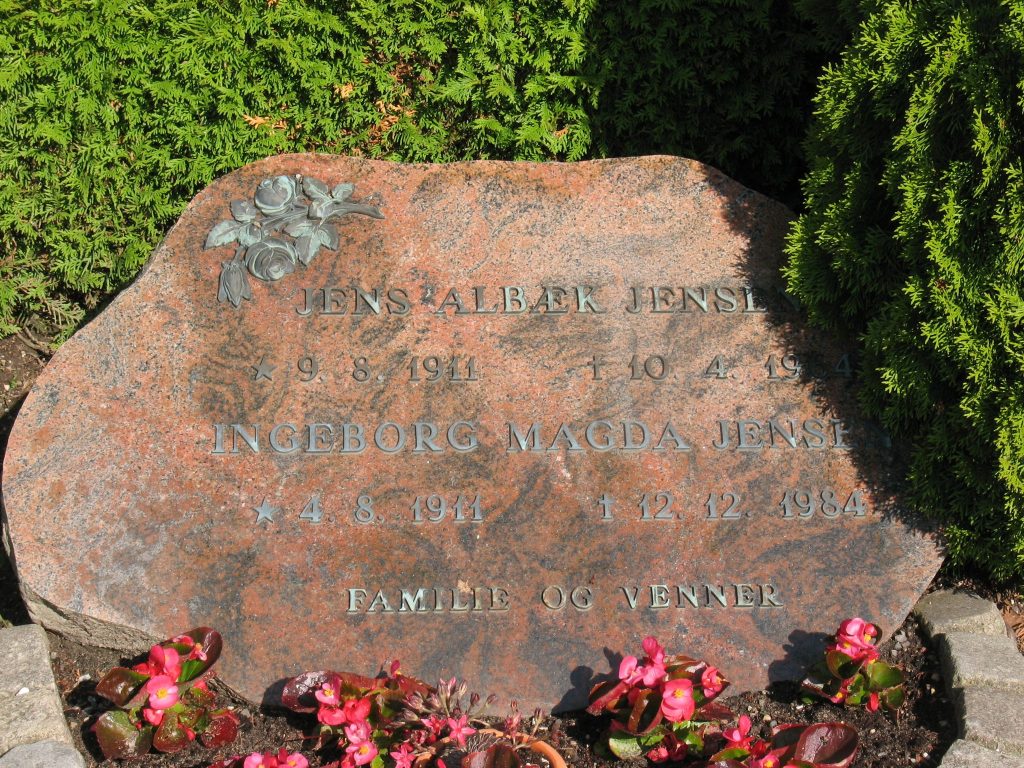 JENS ALBÆK JENSEN
★ 9. 8. 1911 † 10. 4.
INGEBORG MAGDA JENSEN
★ 4. 8. 1911 † 12. 12. 1984
FAMILIE OG VENNER